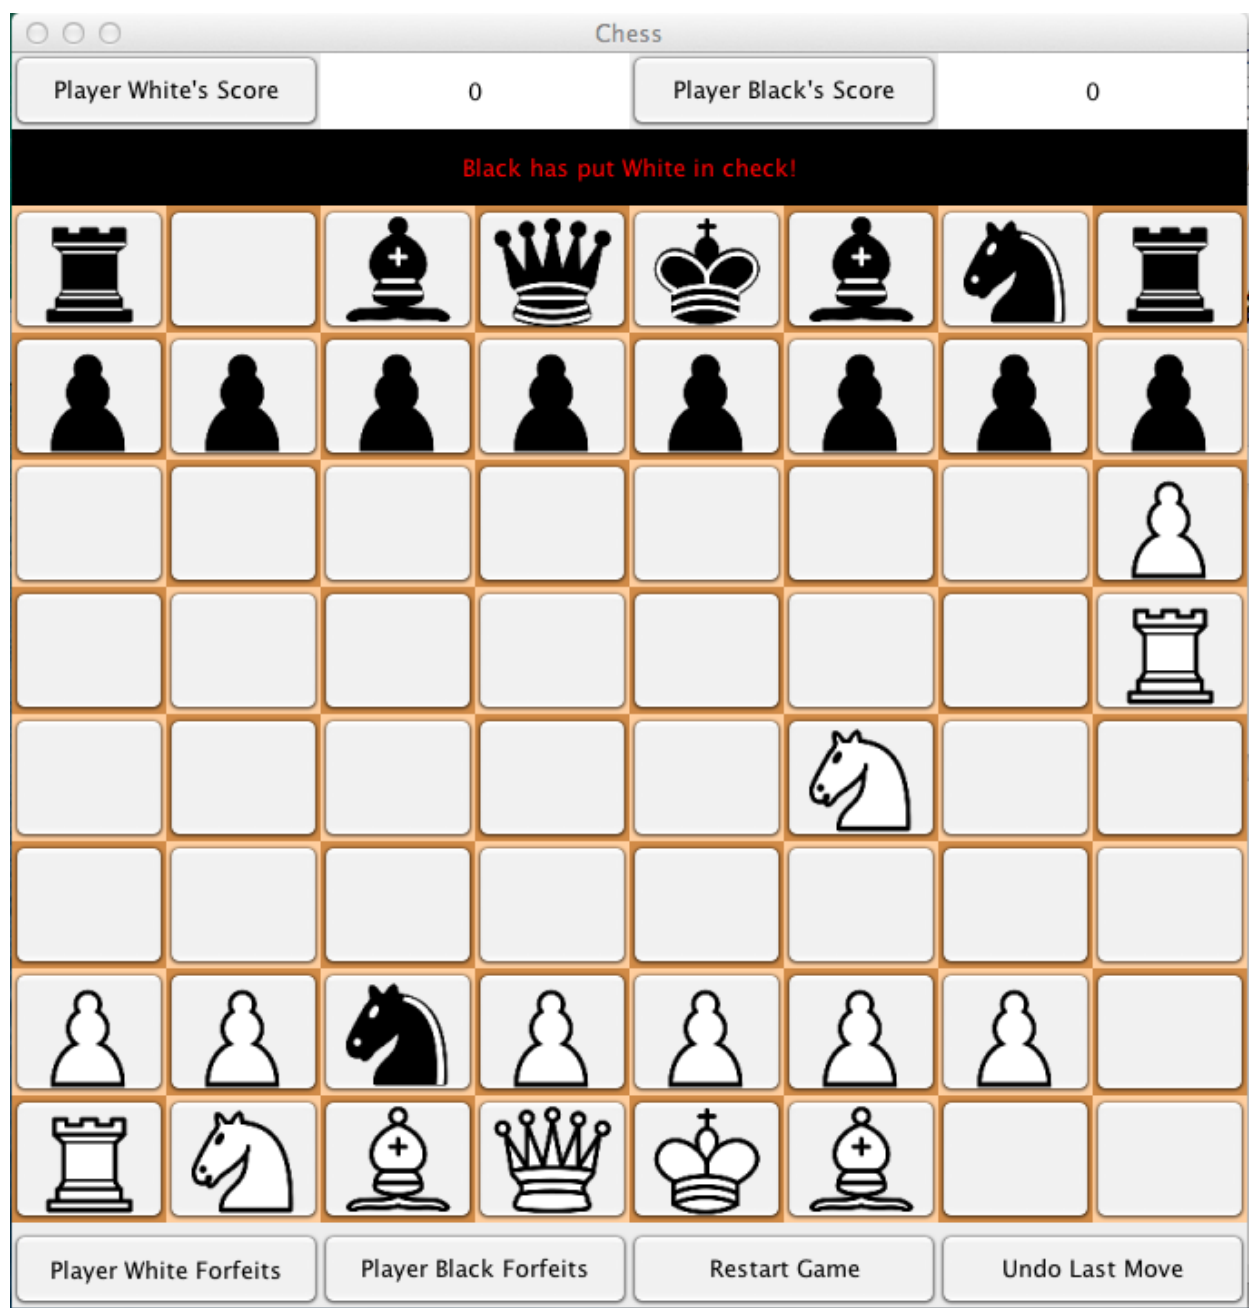 Chess
Player White's Score 0 Player Black's Score 0
Black has put White in check!
Player White Forfeits Player Black Forfeits Restart Game Undo Last Move